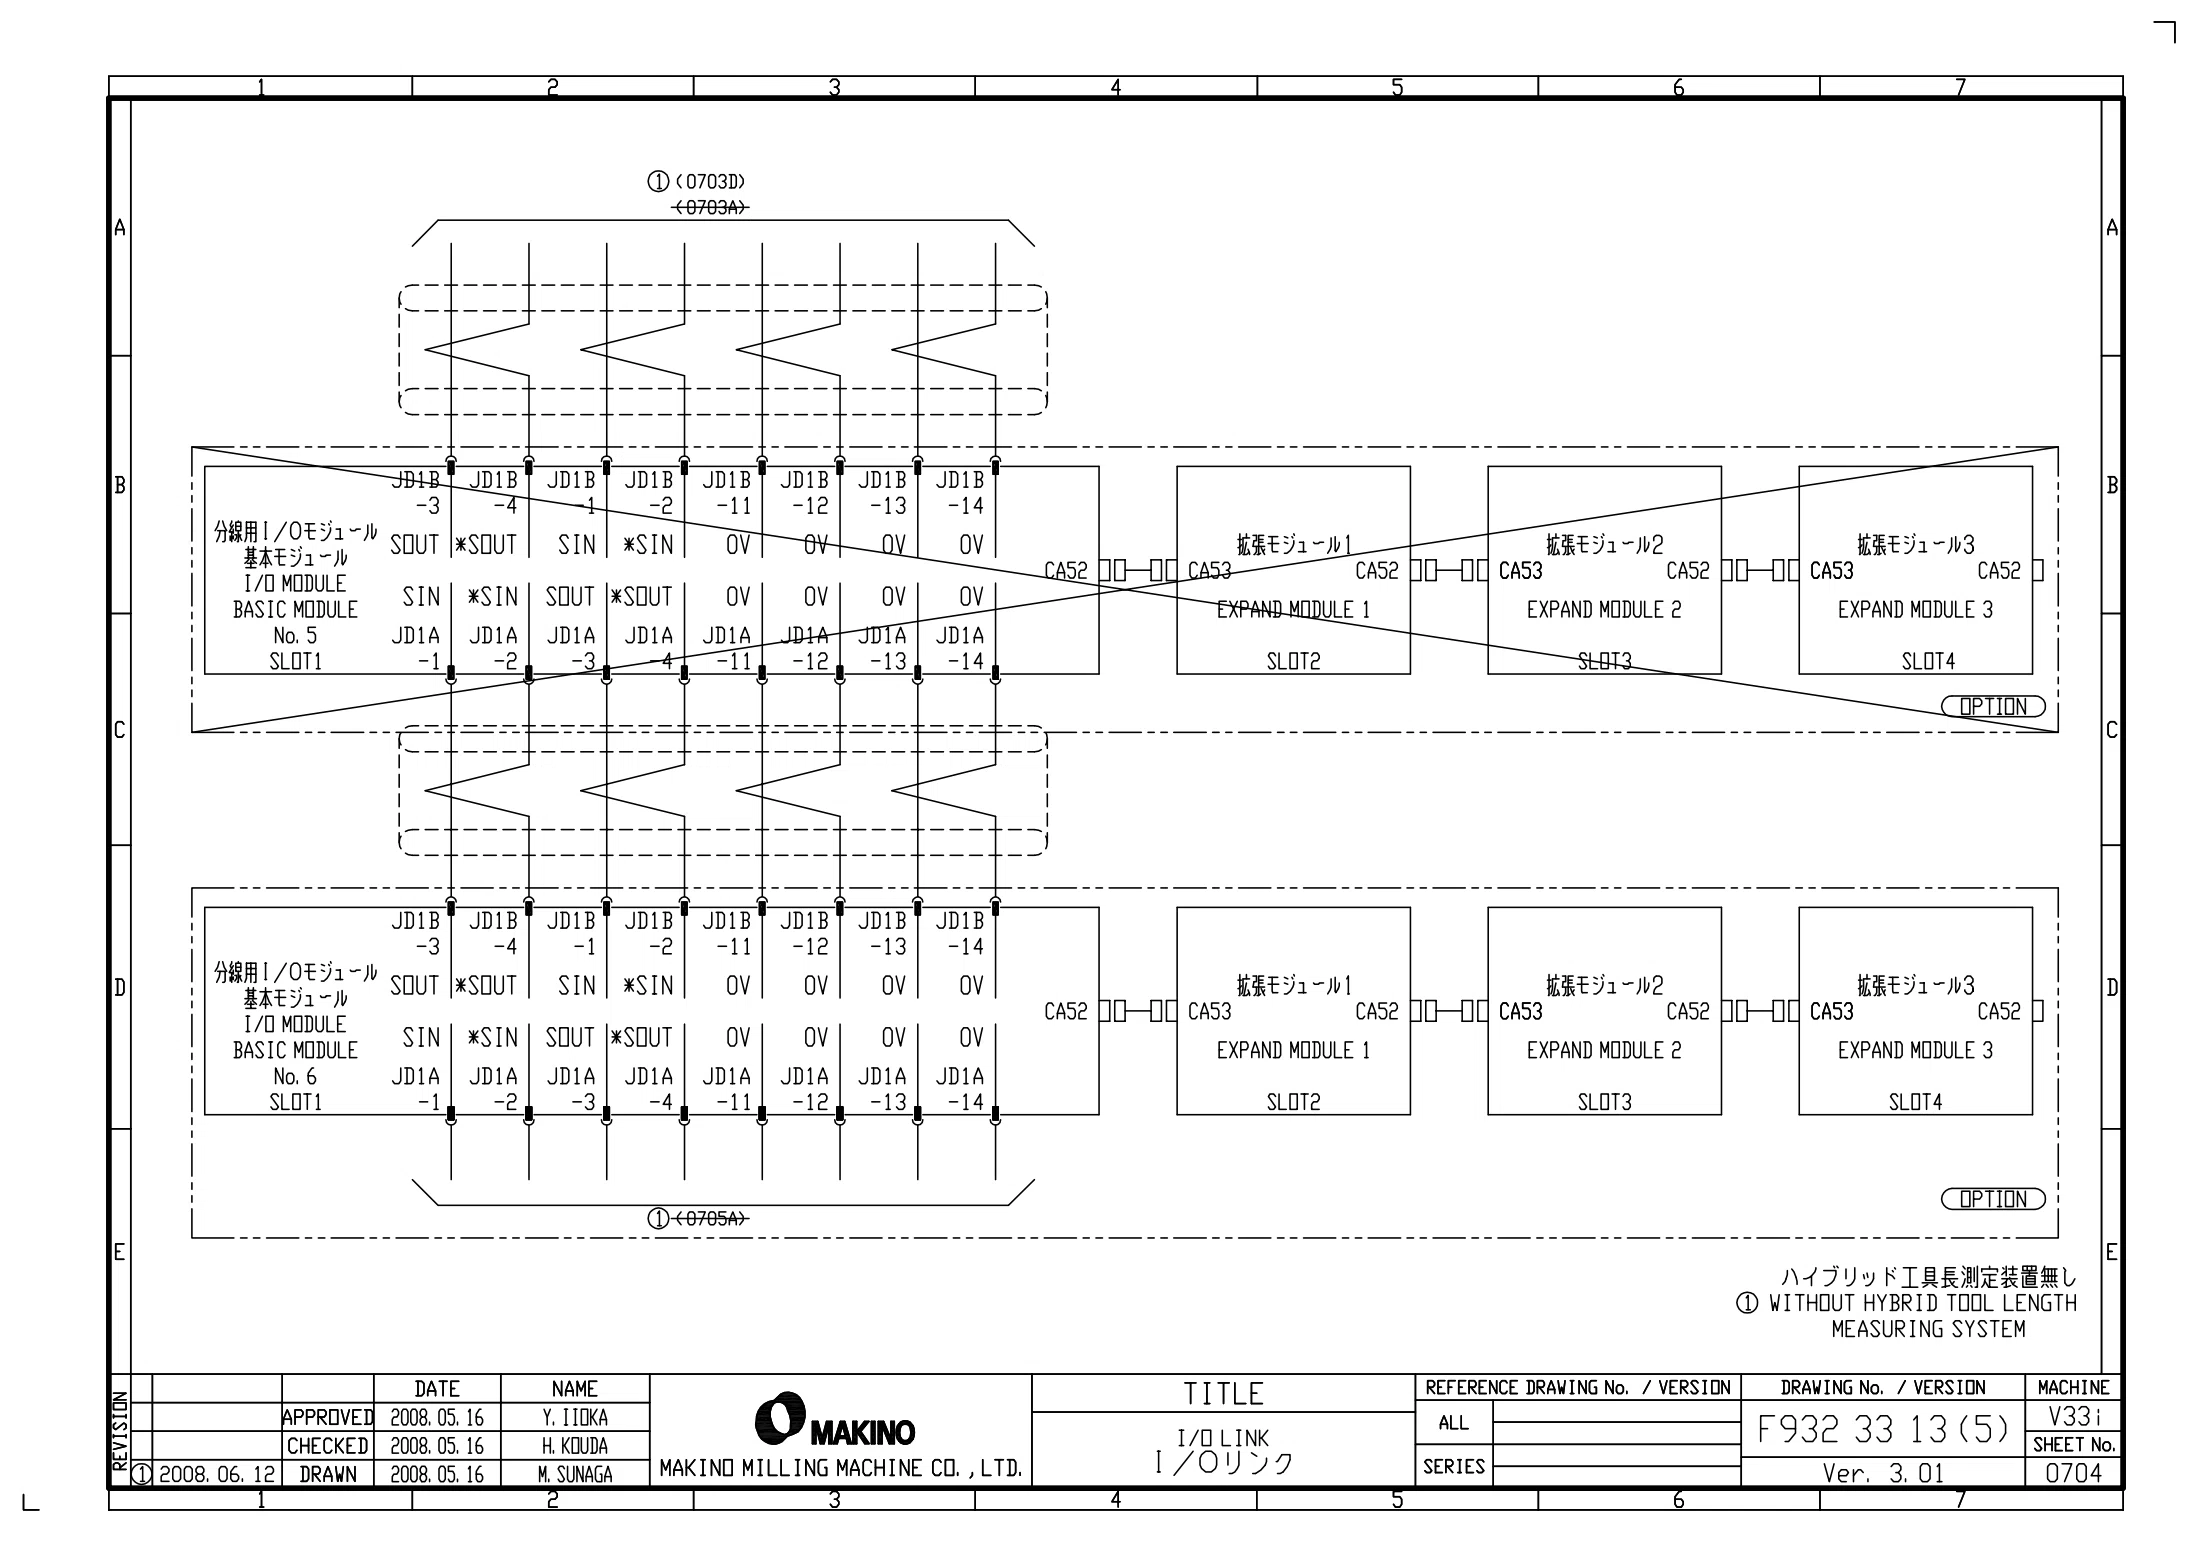 1 2 3 4 5 6 7
① (0703D)
(0703A)
A A
B B
JD1B JD1B JD1B JD1B JD1B JD1B JD1B JD1B
-3 -4 -1 -2 -11 -12 -13 -14
分線用I/Oモジュール
基本モジュール
I/O MODULE
BASIC MODULE
No. 5
SLOT1
SOUT *SOUT SIN *SIN 0V 0V 0V 0V
SIN *SIN SOUT *SOUT 0V 0V 0V 0V
JD1A JD1A JD1A JD1A JD1A JD1A JD1A JD1A
-1 -2 -3 -4 -11 -12 -13 -14
拡張モジュール1 拡張モジュール2 拡張モジュール3
CA52 CA53 CA52 CA53 CA52 CA53 CA52
EXPAND MODULE 1 EXPAND MODULE 2 EXPAND MODULE 3
SLOT2 SLOT3 SLOT4
OPTION
C C
JD1B JD1B JD1B JD1B JD1B JD1B JD1B JD1B
-3 -4 -1 -2 -11 -12 -13 -14
D D
分線用I/Oモジュール
基本モジュール
I/O MODULE
BASIC MODULE
No. 6
SLOT1
SOUT *SOUT SIN *SIN 0V 0V 0V 0V
SIN *SIN SOUT *SOUT 0V 0V 0V 0V
JD1A JD1A JD1A JD1A JD1A JD1A JD1A JD1A
-1 -2 -3 -4 -11 -12 -13 -14
拡張モジュール1 拡張モジュール2 拡張モジュール3
CA52 CA53 CA52 CA53 CA52 CA53 CA52
EXPAND MODULE 1 EXPAND MODULE 2 EXPAND MODULE 3
SLOT2 SLOT3 SLOT4
OPTION
① (0705A)
E E
ハイブリッド工具長測定装置無し
① WITHOUT HYBRID TOOL LENGTH
MEASURING SYSTEM
REVISION
DATE NAME
APPROVED 2008. 05. 16 Y. IIOKA
CHECKED 2008. 05. 16 H. KOUDA
① 2008. 06. 12 DRAWN 2008. 05. 16 M. SUNAGA
MAKINO
MAKINO MILLING MACHINE CO. , LTD.
TITLE
I/O LINK
I/Oリンク
REFERENCE DRAWING No. / VERSION
ALL
SERIES
DRAWING No. / VERSION
F932 33 13(5)
Ver. 3. 01
MACHINE
V33i
SHEET No.
0704
1 2 3 4 5 6 7